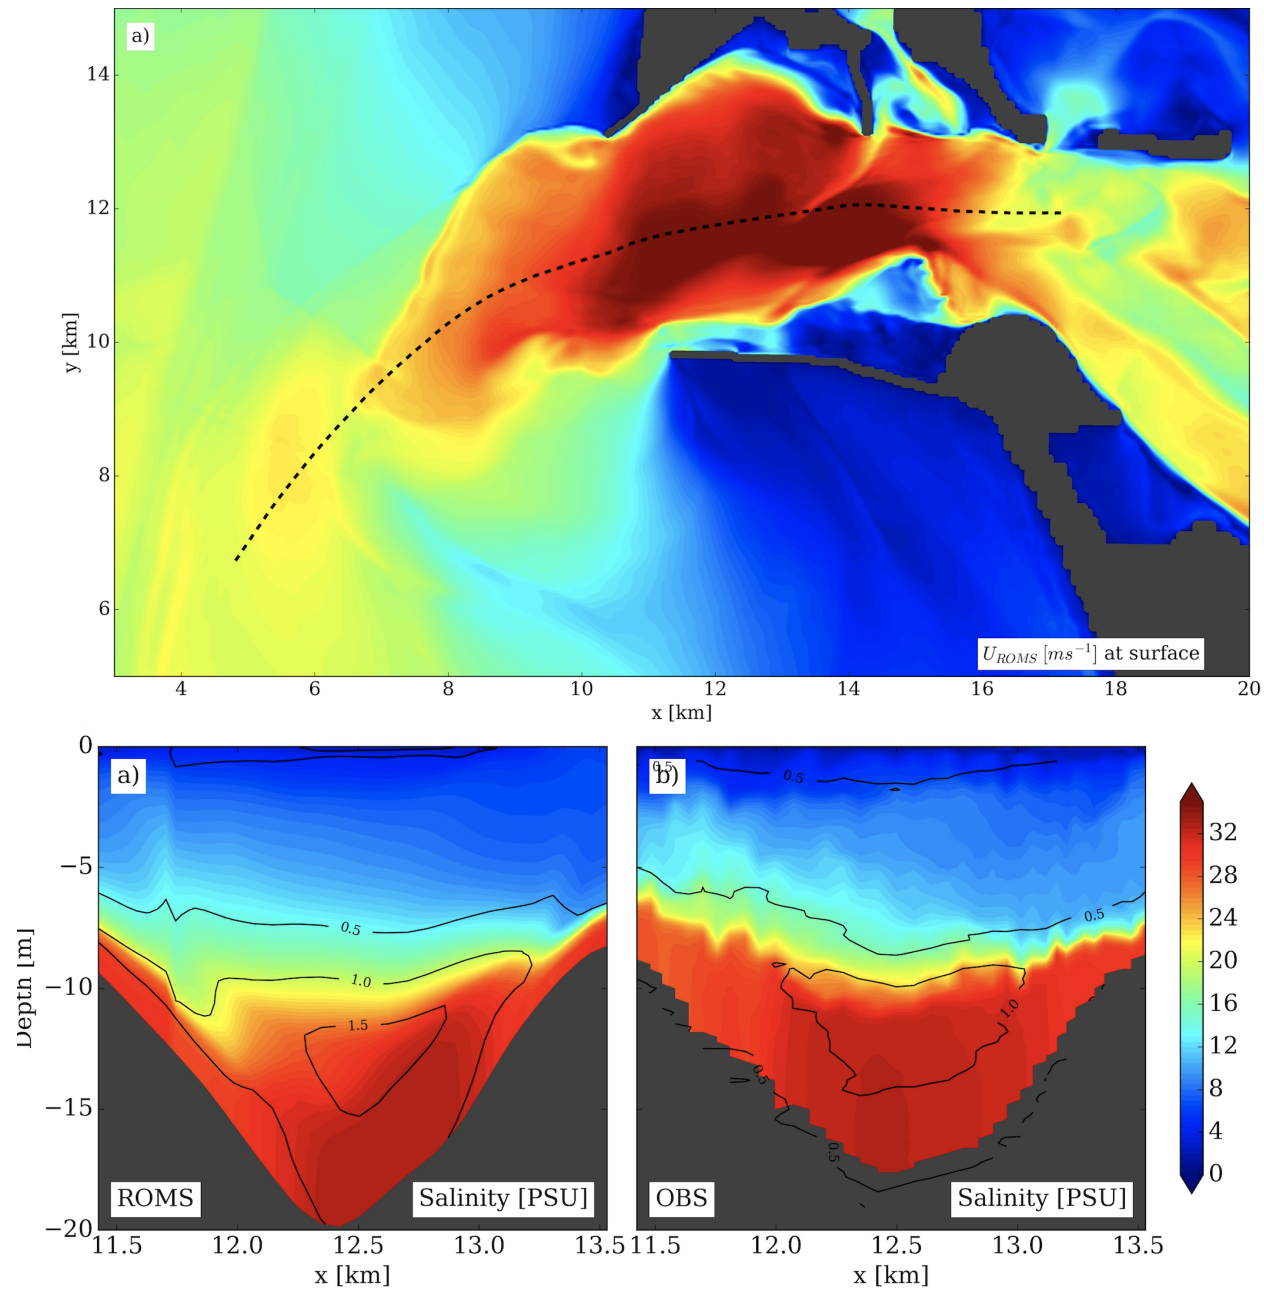 a)
14
12
10
8
6
y [km]
U_ROMS [ms⁻¹] at surface
4 6 8 10 12 14 16 18 20
x [km]
0
−5
−10
−15
−20
Depth [m]
a)
0.5
1.0
1.5
ROMS
Salinity [PSU]
11.5 12.0 12.5 13.0 13.5
x [km]
0.5
b)
0.5
0.5
1.0
0.5
0.5
OBS
Salinity [PSU]
11.5 12.0 12.5 13.0 13.5
x [km]
32
28
24
20
16
12
8
4
0